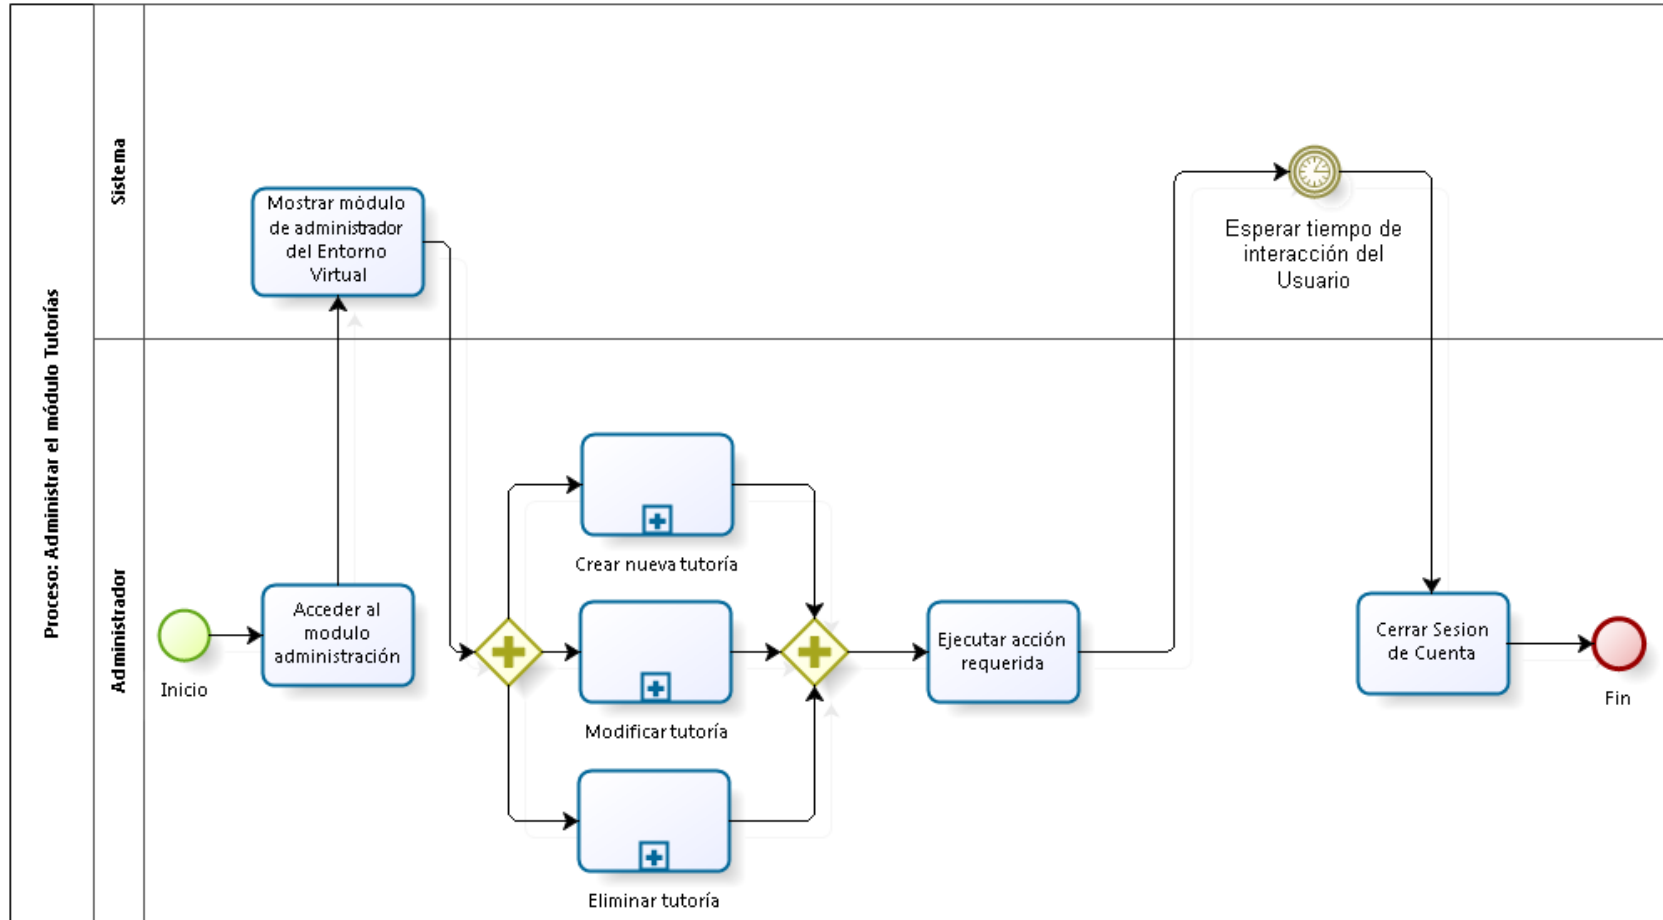 Proceso: Administrar el módulo Tutorías
Sistema
Mostrar módulo
de administrador
del Entorno
Virtual
Esperar tiempo de
interacción del
Usuario
Administrador
Inicio
Acceder al
modulo
administración
Crear nueva tutoría
Modificar tutoría
Eliminar tutoría
Ejecutar acción
requerida
Cerrar Sesion
de Cuenta
Fin